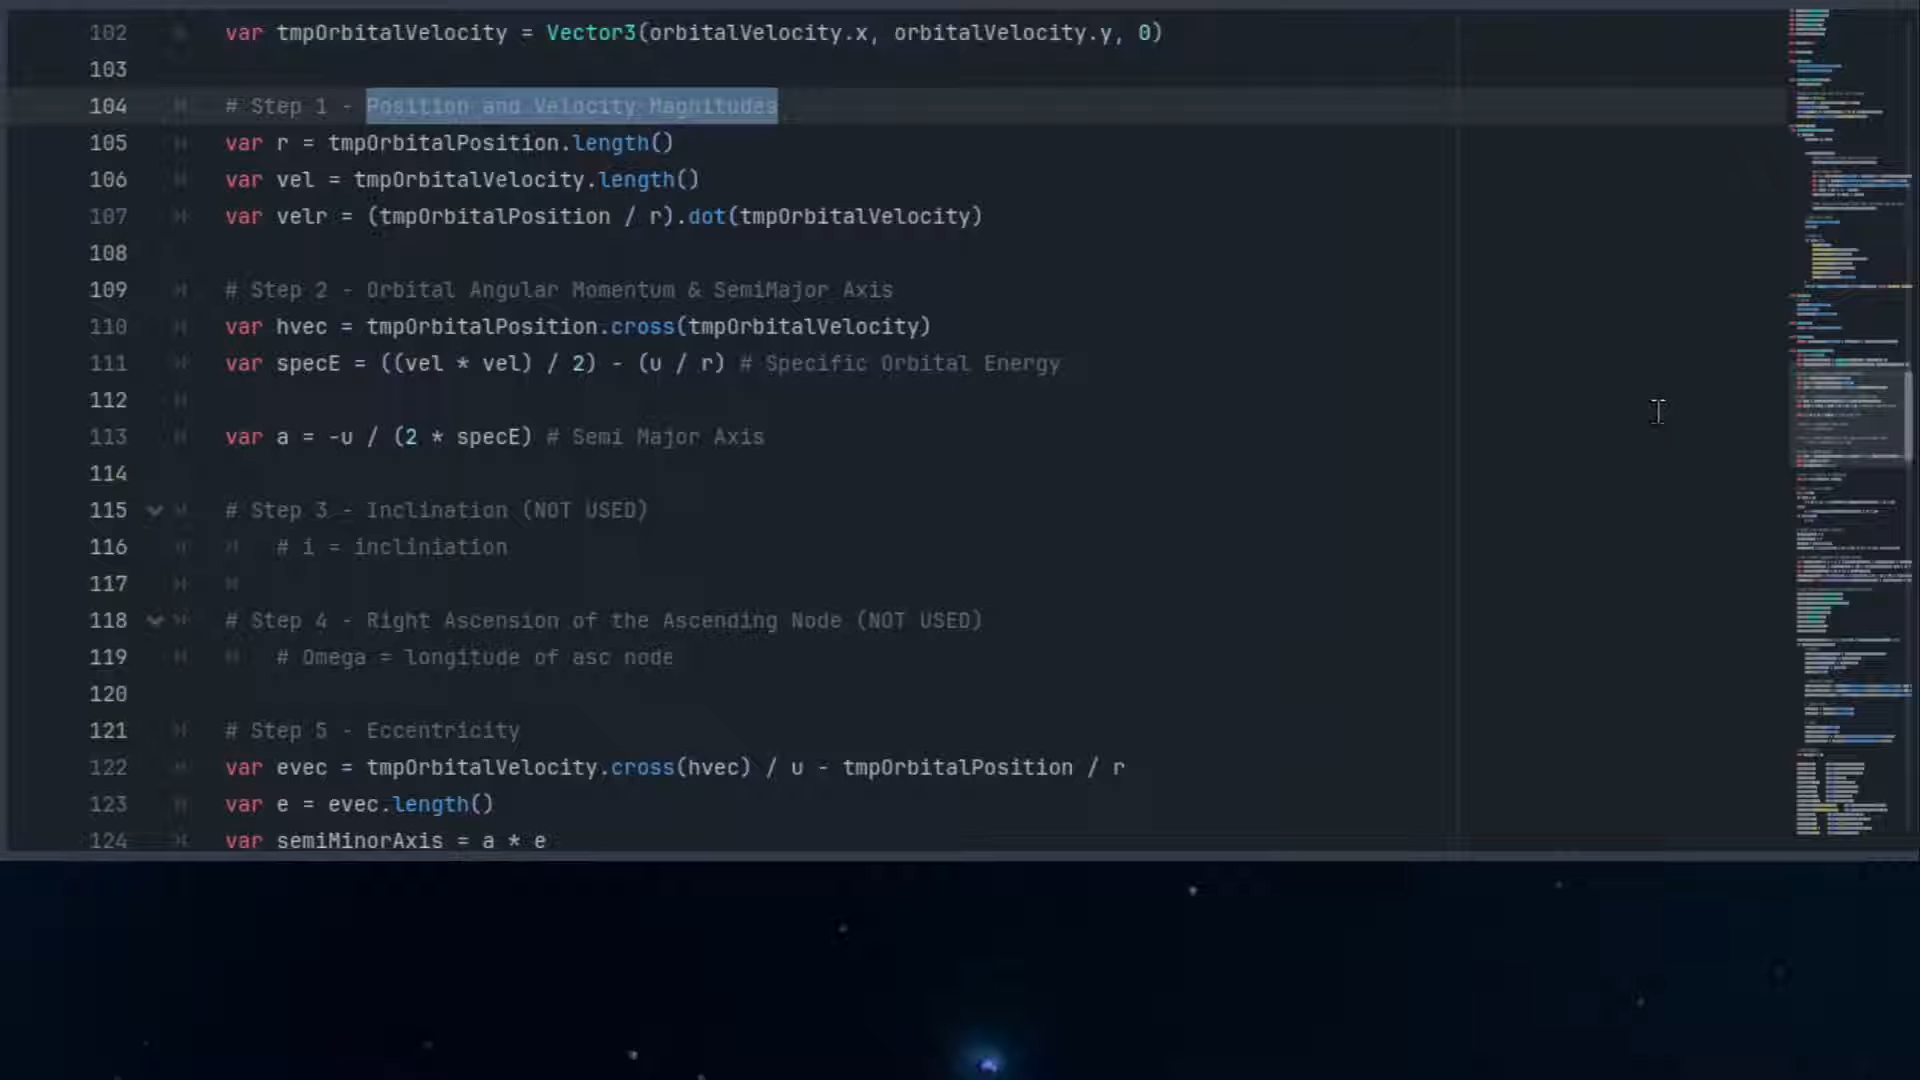 102 var tmpOrbitalVelocity = Vector3(orbitalVelocity.x, orbitalVelocity.y, 0)
103
104 # Step 1 - Position and Velocity Magnitudes
105 var r = tmpOrbitalPosition.length()
106 var vel = tmpOrbitalVelocity.length()
107 var velr = (tmpOrbitalPosition / r).dot(tmpOrbitalVelocity)
108
109 # Step 2 - Orbital Angular Momentum & SemiMajor Axis
110 var hvec = tmpOrbitalPosition.cross(tmpOrbitalVelocity)
111 var specE = ((vel * vel) / 2) - (u / r) # Specific Orbital Energy
112
113 var a = -u / (2 * specE) # Semi Major Axis
114
115 # Step 3 - Inclination (NOT USED)
116 # i = incliniation
117
118 # Step 4 - Right Ascension of the Ascending Node (NOT USED)
119 # Omega = longitude of asc node
120
121 # Step 5 - Eccentricity
122 var evec = tmpOrbitalVelocity.cross(hvec) / u - tmpOrbitalPosition / r
123 var e = evec.length()
124 var semiMinorAxis = a * e